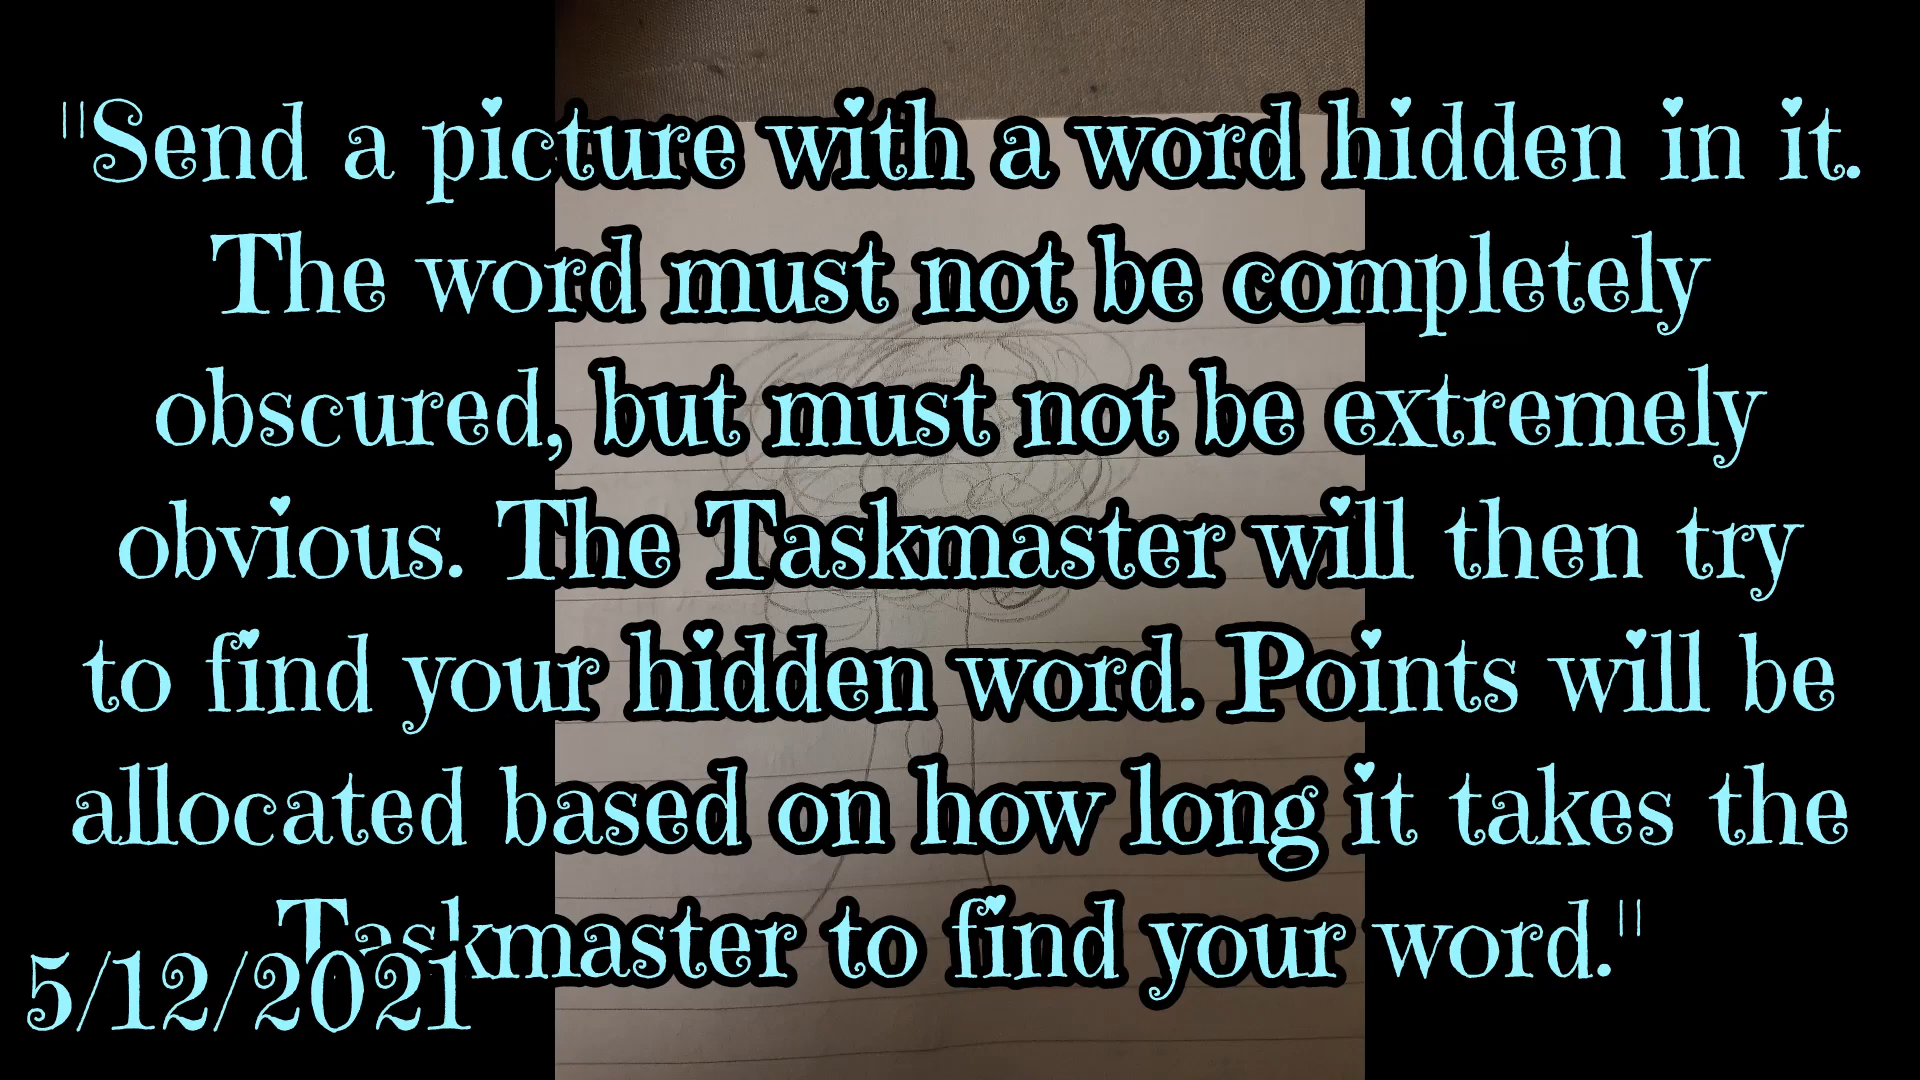 "Send a picture with a word hidden in it.
The word must not be completely
obscured, but must not be extremely
obvious. The Taskmaster will then try
to find your hidden word. Points will be
allocated based on how long it takes the
Taskmaster to find your word."
5/12/2021